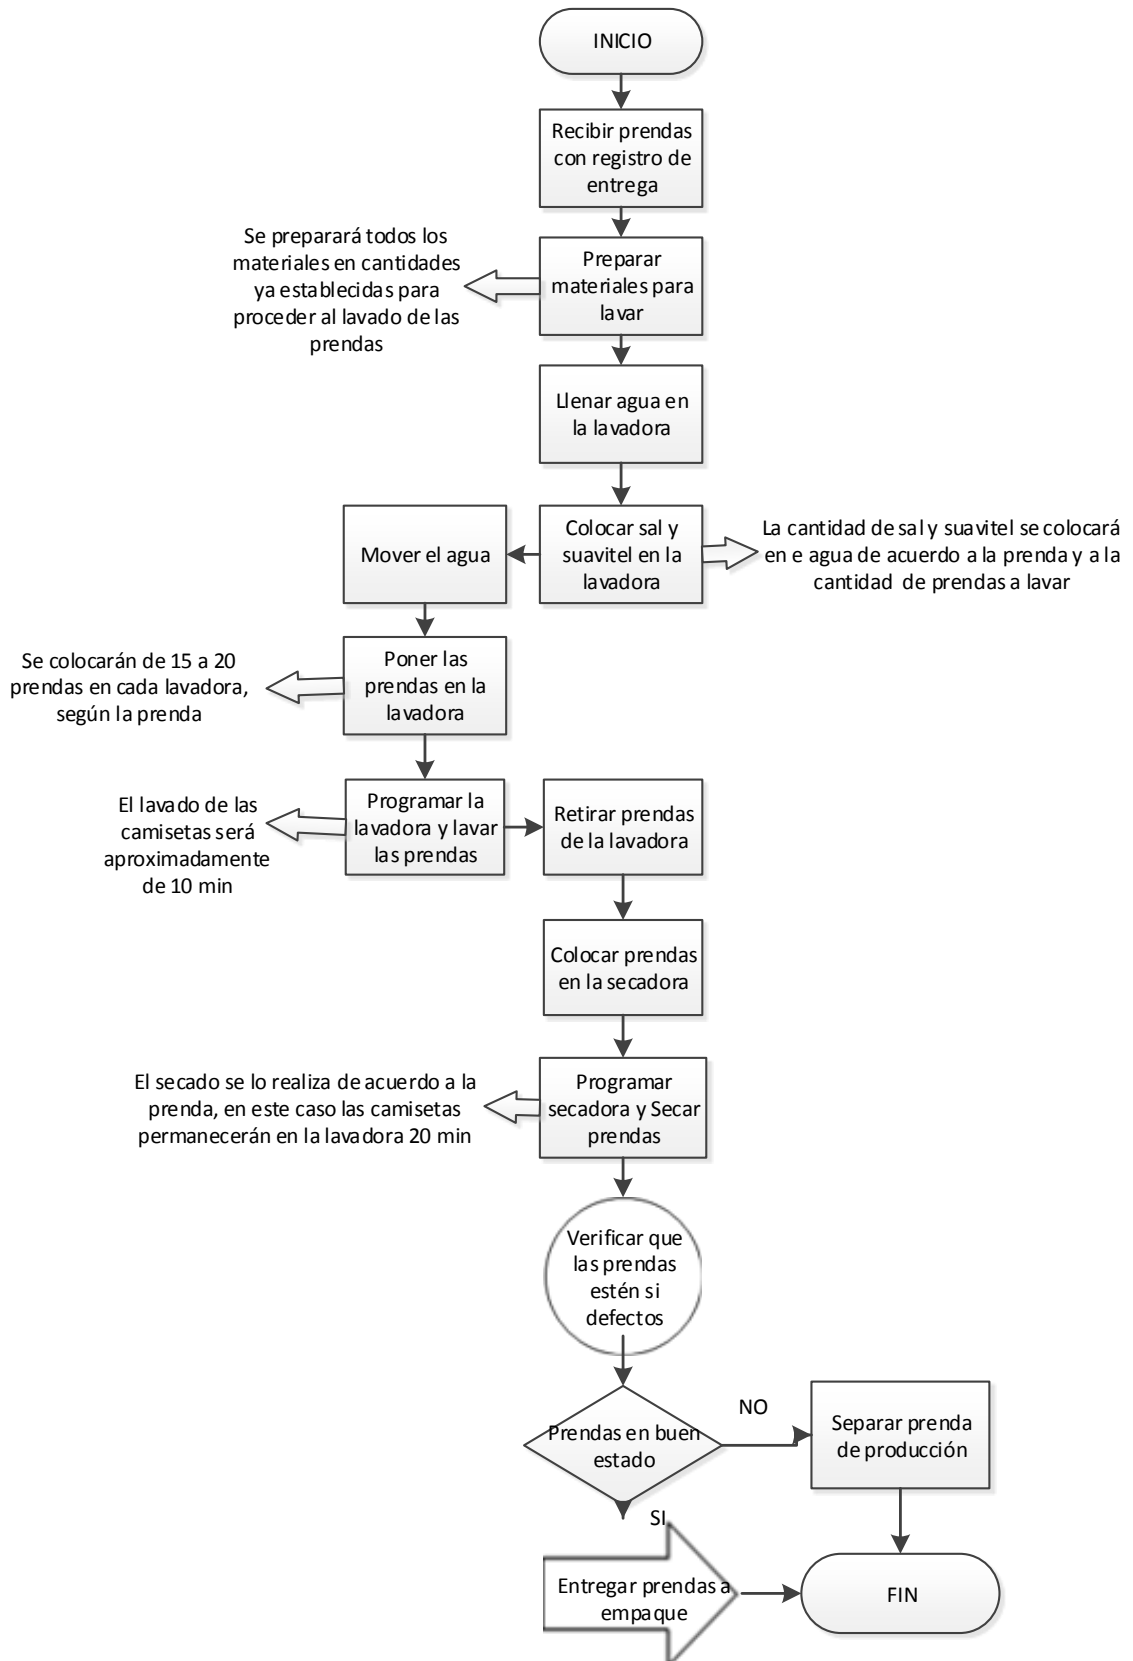 INICIO
Recibir prendas
con registro de
entrega
Se preparará todos los
materiales en cantidades
ya establecidas para
proceder al lavado de las
prendas
Preparar
materiales para
lavar
Llenar agua en
la lavadora
Mover el agua
Colocar sal y
suavitel en la
lavadora
La cantidad de sal y suavitel se colocará
en e agua de acuerdo a la prenda y a la
cantidad de prendas a lavar
Se colocarán de 15 a 20
prendas en cada lavadora,
según la prenda
Poner las
prendas en la
lavadora
El lavado de las
camisetas será
aproximadamente
de 10 min
Programar la
lavadora y lavar
las prendas
Retirar prendas
de la lavadora
Colocar prendas
en la secadora
El secado se lo realiza de acuerdo a la
prenda, en este caso las camisetas
permanecerán en la lavadora 20 min
Programar
secadora y Secar
prendas
Verificar que
las prendas
estén si
defectos
Prendas en buen
estado
NO
Separar prenda
de producción
SI
Entregar prendas a
empaque
FIN